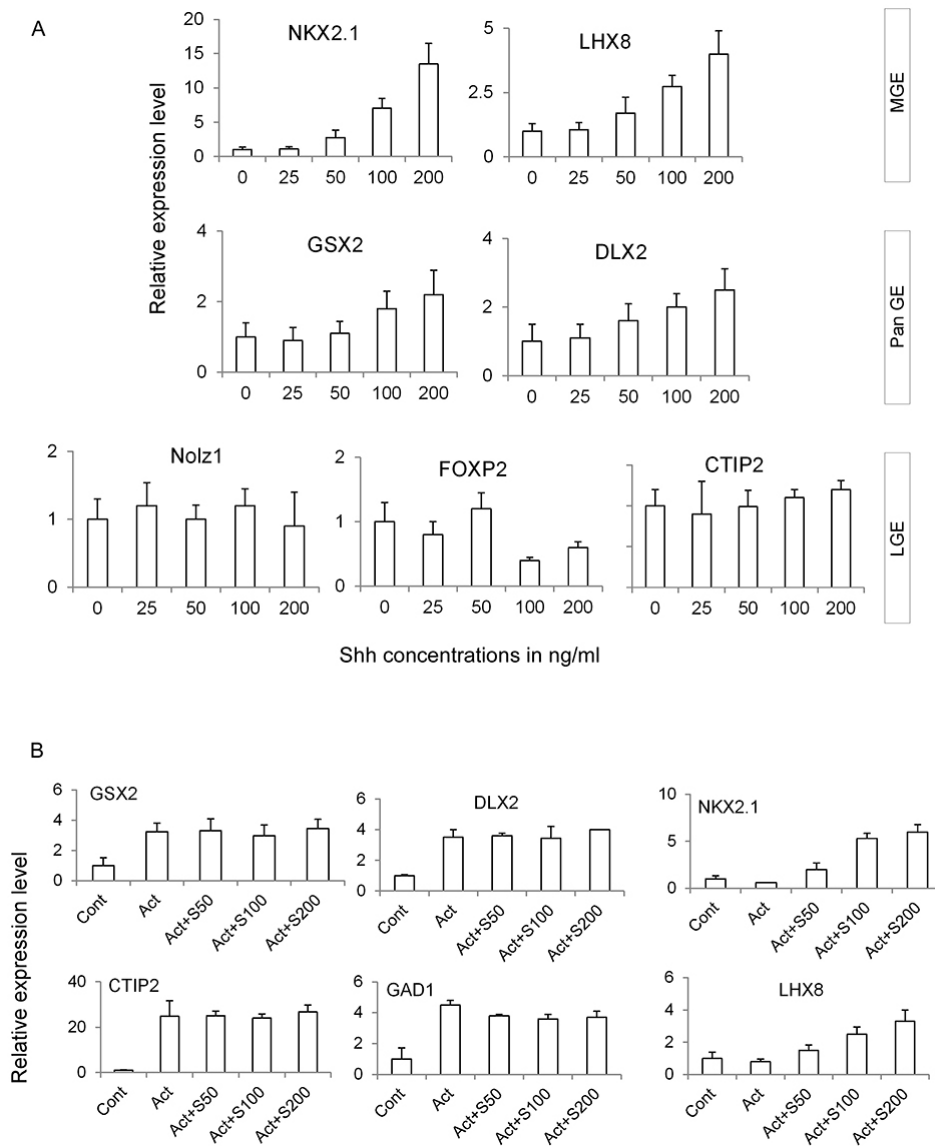 A
NKX2.1
LHX8
MGE
Relative expression level
20
15
10
5
0
0 25 50 100 200
5
2.5
0
0 25 50 100 200
GSX2
DLX2
Pan GE
4
2
0
0 25 50 100 200
4
2
0
0 25 50 100 200
Nolz1
FOXP2
CTIP2
LGE
2
1
0
0 25 50 100 200
2
1
0
0 25 50 100 200
0 25 50 100 200
Shh concentrations in ng/ml
B
Relative expression level
GSX2
6
4
2
0
Cont Act Act+S50 Act+S100 Act+S200
DLX2
6
4
2
0
Cont Act Act+S50 Act+S100 Act+S200
NKX2.1
10
5
0
Cont Act Act+S50 Act+S100 Act+S200
CTIP2
40
20
0
Cont Act Act+S50 Act+S100 Act+S200
GAD1
6
4
2
0
Cont Act Act+S50 Act+S100 Act+S200
LHX8
6
4
2
0
Cont Act Act+S50 Act+S100 Act+S200